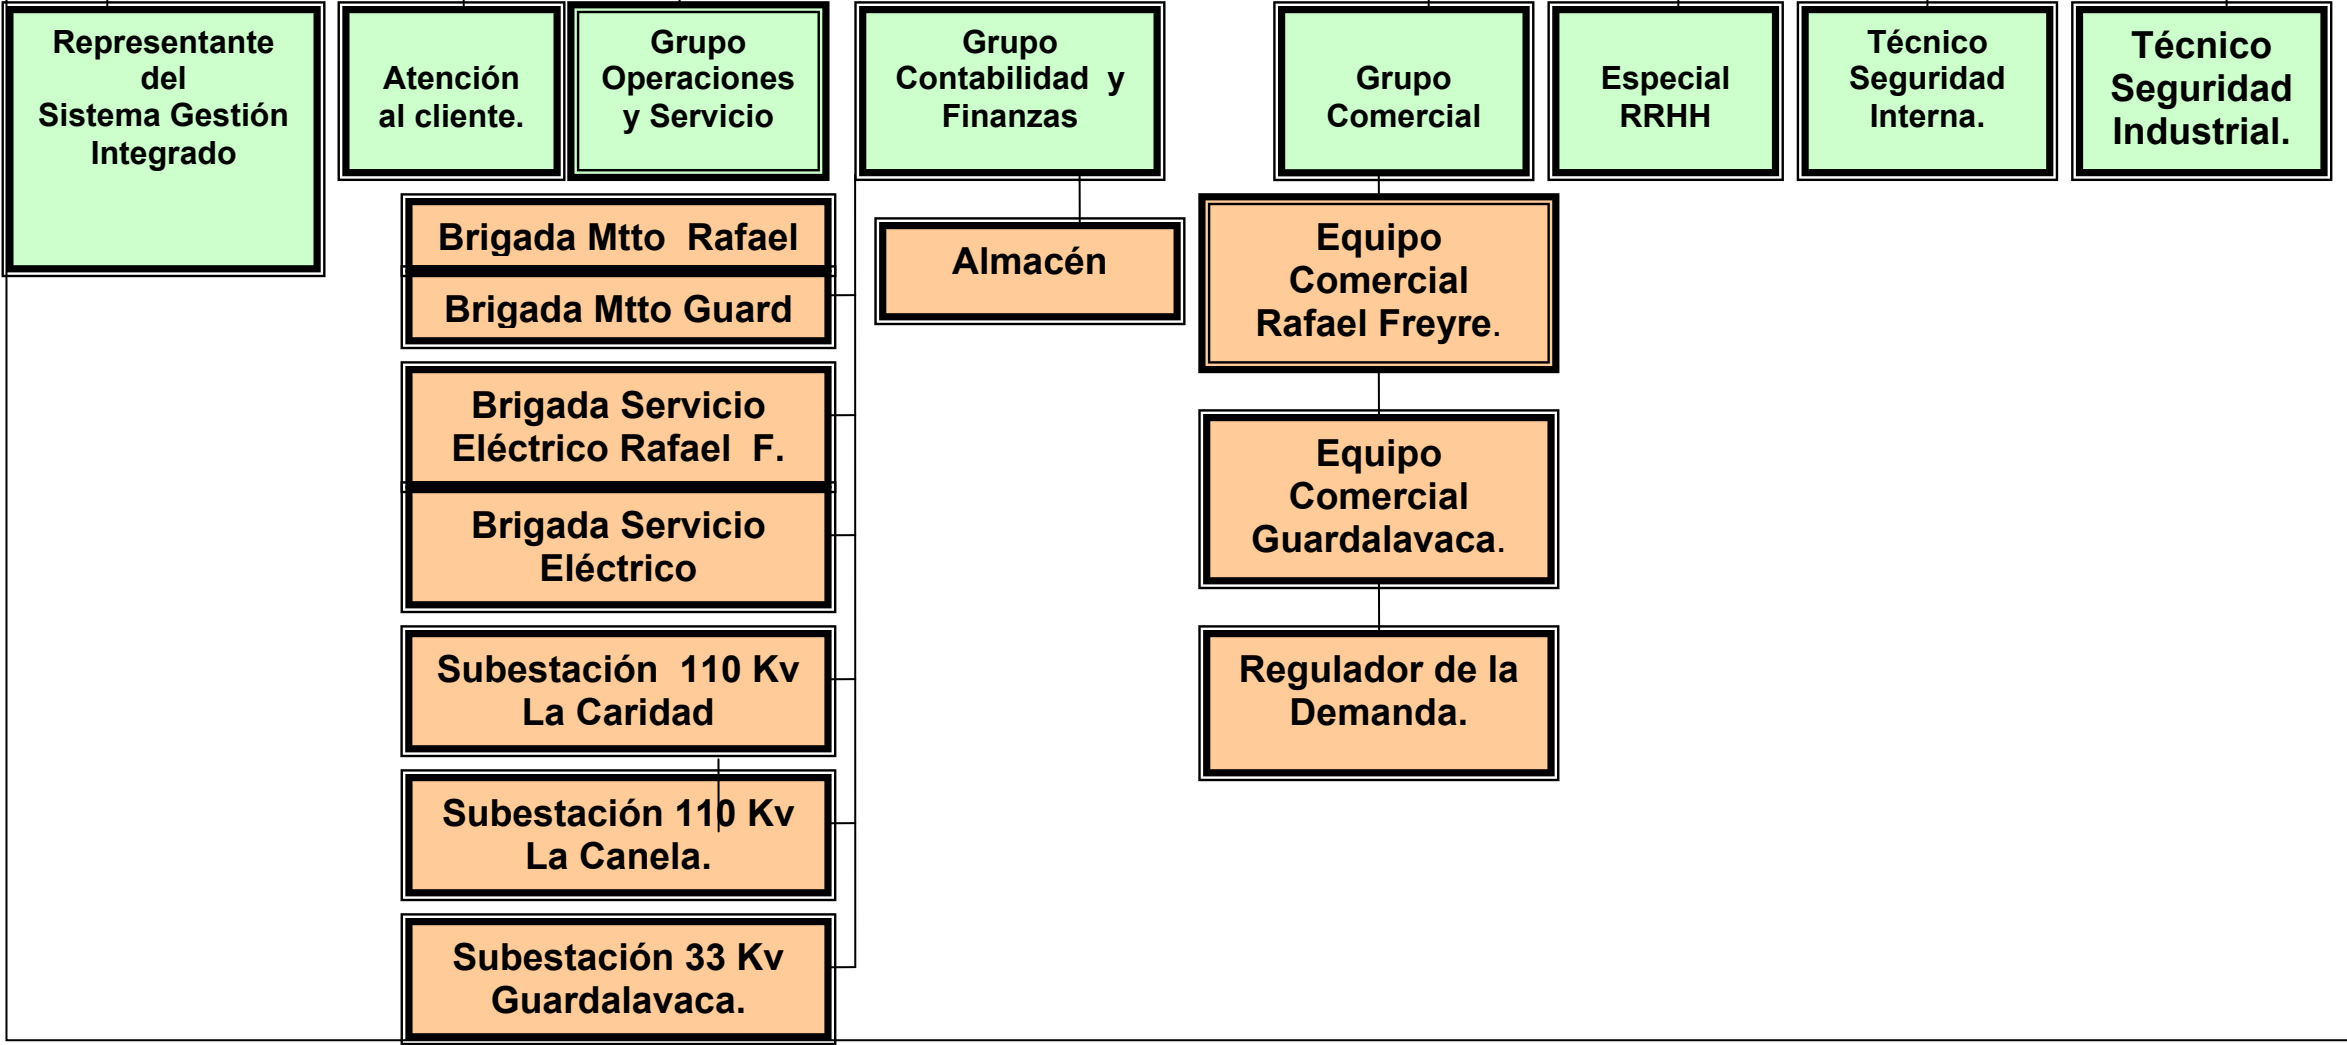 Representante
del
Sistema Gestión
Integrado
Atención
al cliente.
Grupo
Operaciones
y Servicio
Grupo
Contabilidad y
Finanzas
Grupo
Comercial
Especial
RRHH
Técnico
Seguridad
Interna.
Técnico
Seguridad
Industrial.
Brigada Mtto Rafael
Brigada Mtto Guard
Brigada Servicio
Eléctrico Rafael F.
Brigada Servicio
Eléctrico
Subestación 110 Kv
La Caridad
Subestación 110 Kv
La Canela.
Subestación 33 Kv
Guardalavaca.
Almacén
Equipo
Comercial
Rafael Freyre.
Equipo
Comercial
Guardalavaca.
Regulador de la
Demanda.